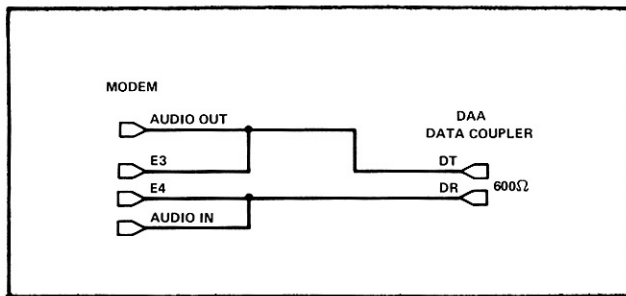 MODEM
AUDIO OUT
E3
E4
AUDIO IN
DAA
DATA COUPLER
DT
DR
600Ω